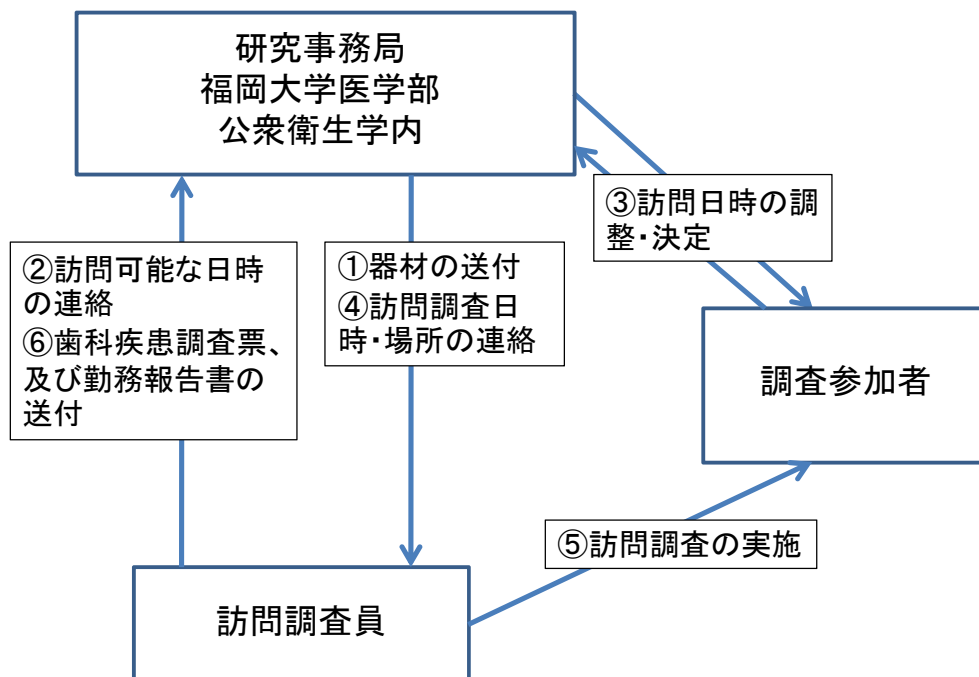 研究事務局
福岡大学医学部
公衆衛生学内
③訪問日時の調
整・決定
②訪問可能な日時
の連絡
⑥歯科疾患調査票、
及び勤務報告書の
送付
①器材の送付
④訪問調査日
時・場所の連絡
調査参加者
⑤訪問調査の実施
訪問調査員